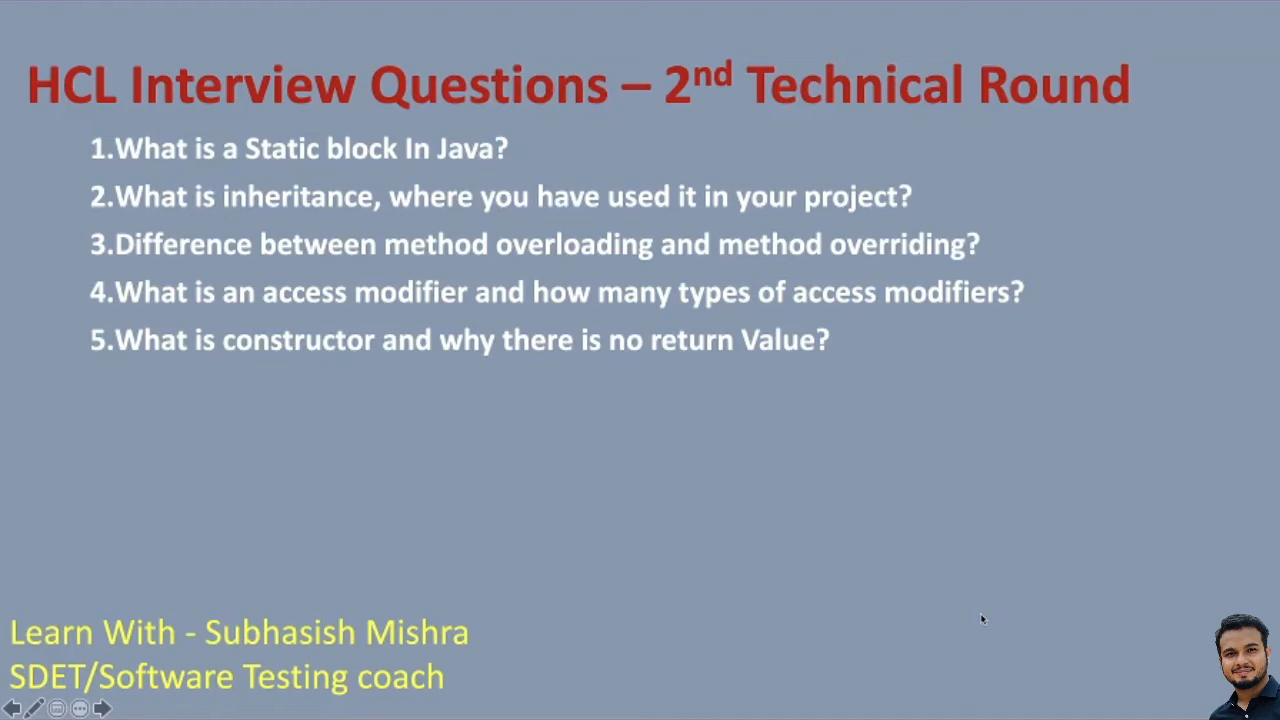 HCL Interview Questions – 2nd Technical Round
1.What is a Static block In Java?
2.What is inheritance, where you have used it in your project?
3.Difference between method overloading and method overriding?
4.What is an access modifier and how many types of access modifiers?
5.What is constructor and why there is no return Value?
Learn With - Subhasish Mishra
SDET/Software Testing coach